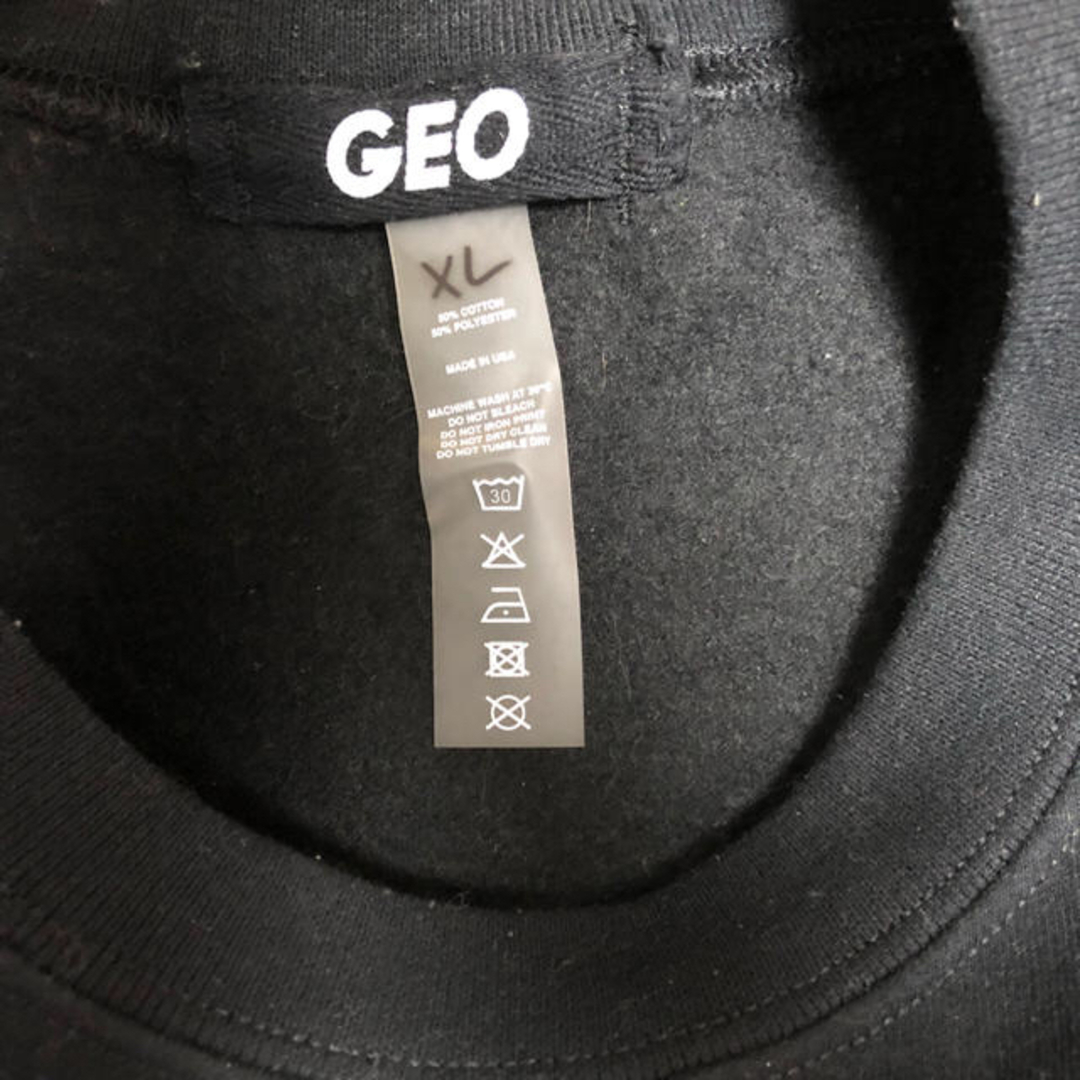 GEO
XL
50% COTTON
50% POLYESTER
MADE IN USA
MACHINE WASH AT 30°C
DO NOT BLEACH
DO NOT IRON PRINT
DO NOT DRY CLEAN
DO NOT TUMBLE DRY
30